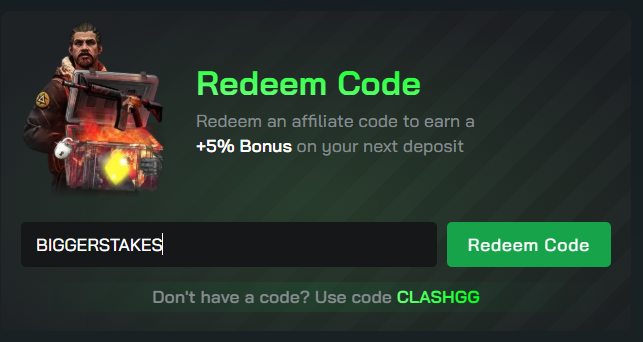 Redeem Code
Redeem an affiliate code to earn a
+5% Bonus on your next deposit
BIGGERSTAKES
Redeem Code
Don't have a code? Use code CLASHGG